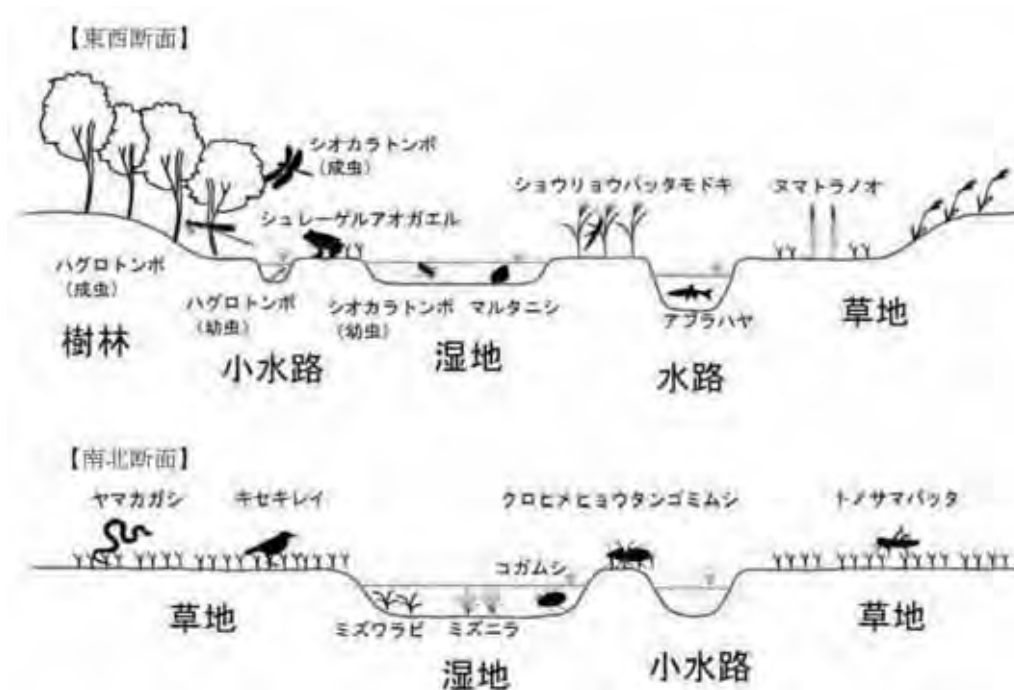 【東西断面】
シオカラトンボ
(成虫)
ショウリョウバッタモドキ
ヌマトラノオ
シュレーゲルアオガエル
ハグロトンボ
(成虫)
ハグロトンボ
(幼虫)
シオカラトンボ
(幼虫)
マルタニシ
アブラハヤ
樹林
小水路
湿地
水路
草地
【南北断面】
ヤマカガシ
キセキレイ
クロヒメヒョウタンゴミムシ
トノサマバッタ
コガムシ
ミズワラビ
ミズニラ
草地
湿地
小水路
草地